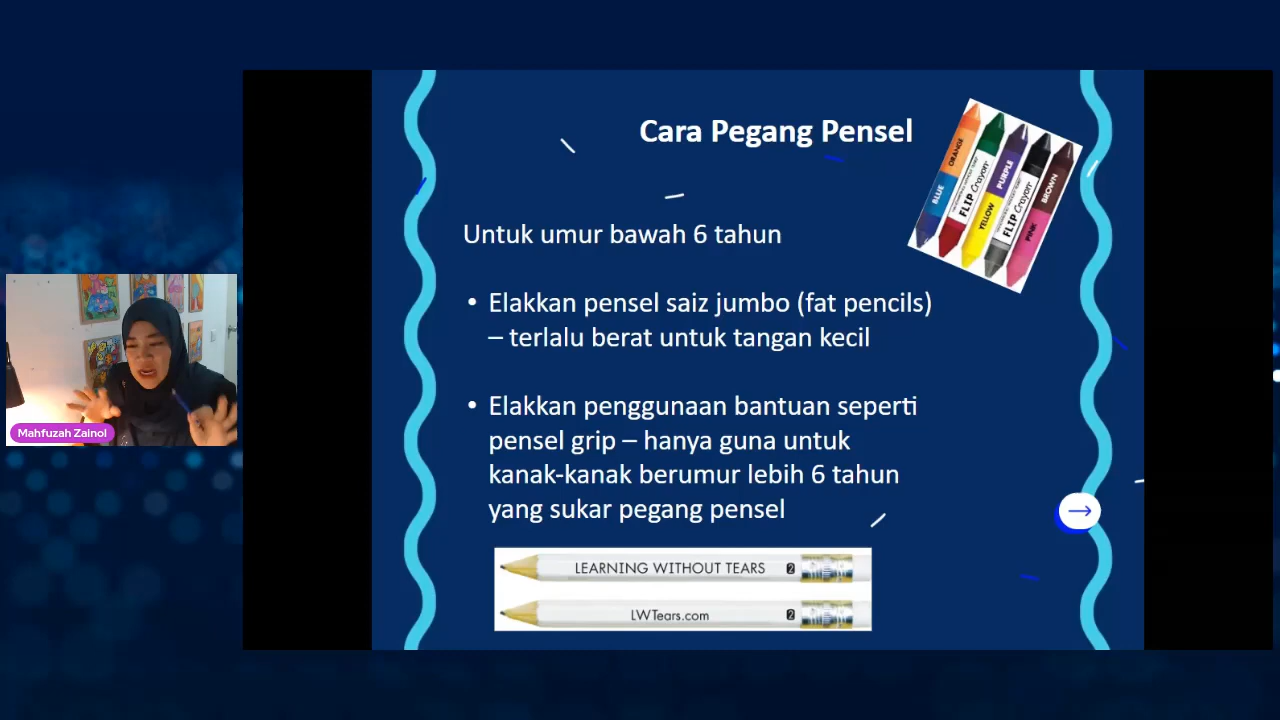 Cara Pegang Pensel
ORANGE
BLUE
FLIP Crayon
PURPLE
YELLOW
FLIP Crayon
BROWN
PINK
Untuk umur bawah 6 tahun
• Elakkan pensel saiz jumbo (fat pencils)
– terlalu berat untuk tangan kecil
• Elakkan penggunaan bantuan seperti
pensel grip – hanya guna untuk
kanak-kanak berumur lebih 6 tahun
yang sukar pegang pensel
LEARNING WITHOUT TEARS 2
LWTears.com 2
Mahfuzah Zainol